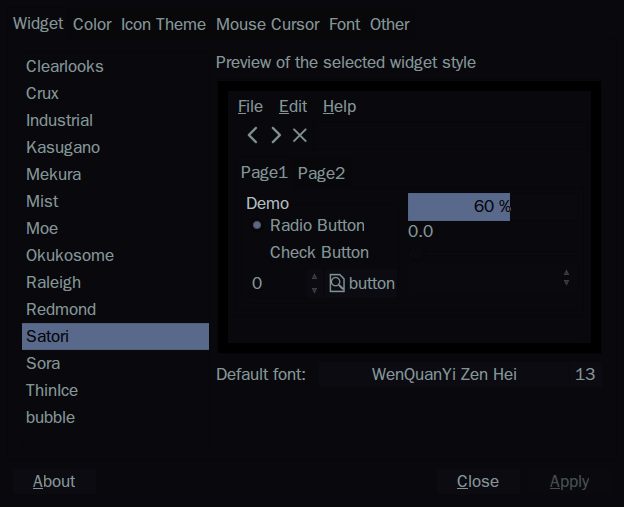 Widget Color Icon Theme Mouse Cursor Font Other
Clearlooks
Crux
Industrial
Kasugano
Mekura
Mist
Moe
Okukosome
Raleigh
Redmond
Satori
Sora
ThinIce
bubble
Preview of the selected widget style
File Edit Help
Page1 Page2
Demo
Radio Button
Check Button
0
button
60 %
0.0
Default font: WenQuanYi Zen Hei 13
About Close Apply